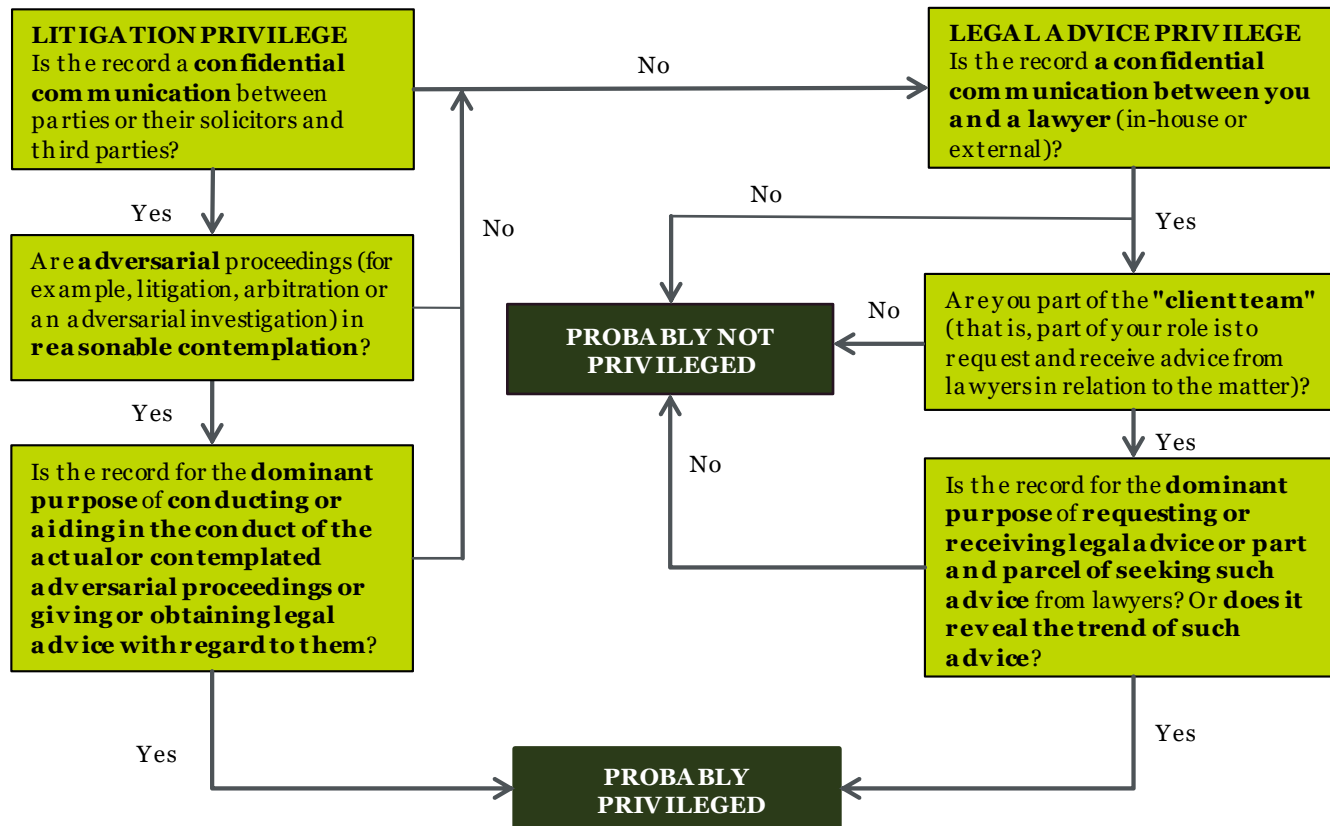 LITIGATION PRIVILEGE
Is the record a confidential
communication between
parties or their solicitors and
third parties?
No
LEGAL ADVICE PRIVILEGE
Is the record a confidential
communication between you
and a lawyer (in-house or
external)?
Yes
No
No
Yes
Are adversarial proceedings (for
example, litigation, arbitration or
an adversarial investigation) in
reasonable contemplation?
PROBABLY NOT
PRIVILEGED
No
Are you part of the "client team"
(that is, part of your role is to
request and receive advice from
lawyers in relation to the matter)?
Yes
Yes
Is the record for the dominant
purpose of conducting or
aiding in the conduct of the
actual or contemplated
adversarial proceedings or
giving or obtaining legal
advice with regard to them?
No
Is the record for the dominant
purpose of requesting or
receiving legal advice or part
and parcel of seeking such
advice from lawyers? Or does it
reveal the trend of such
advice?
Yes
Yes
PROBABLY
PRIVILEGED